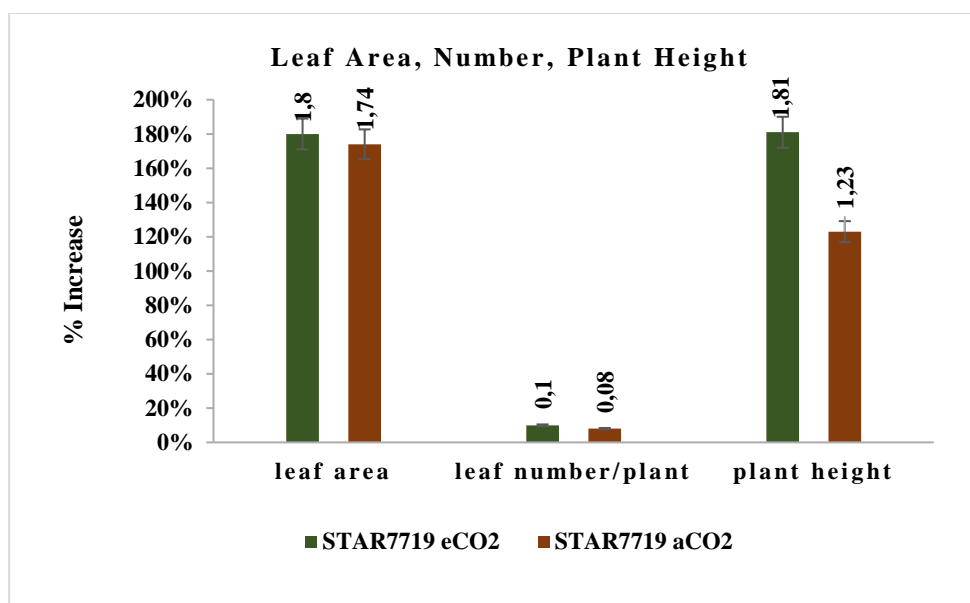 Leaf Area, Number, Plant Height
% Increase
200%
180%
160%
140%
120%
100%
80%
60%
40%
20%
0%
1,8
1,74
0,1
0,08
1,81
1,23
leaf area
leaf number/plant
plant height
STAR7719 eCO2
STAR7719 aCO2